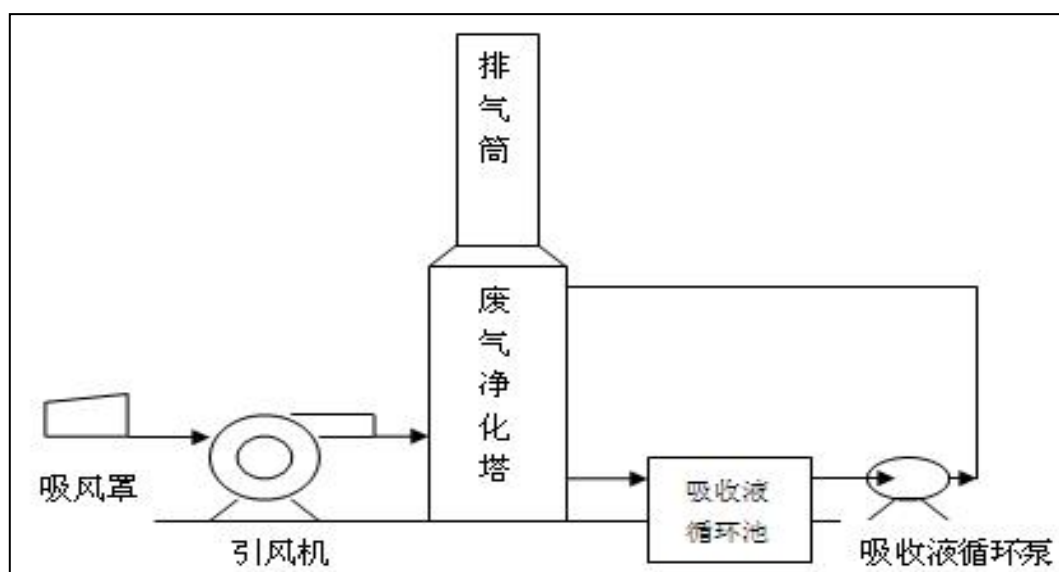 排气筒
废气净化塔
吸风罩
引风机
吸收液
循环池
吸收液循环泵